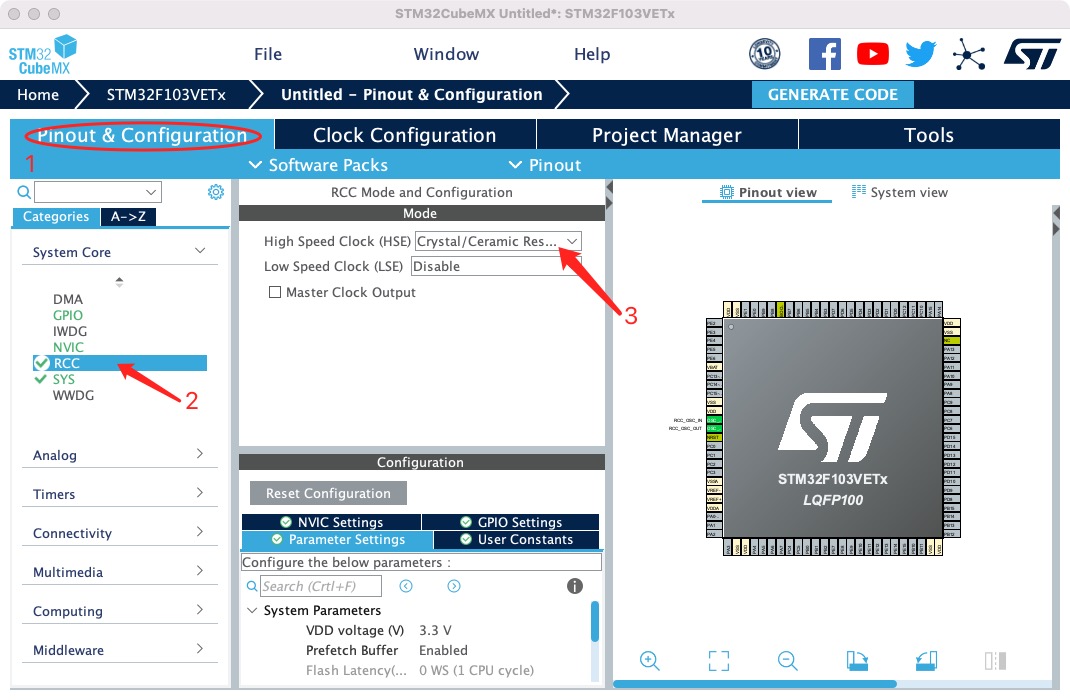 STM32CubeMX Untitled*: STM32F103VETx
STM32
CubeMX
File
Window
Help
10
Home
STM32F103VETx
Untitled – Pinout & Configuration
GENERATE CODE
Pinout & Configuration
Clock Configuration
Project Manager
Tools
1
Software Packs
Pinout
Categories
A->Z
System Core
DMA
GPIO
IWDG
NVIC
RCC
SYS
WWDG
2
Analog
Timers
Connectivity
Multimedia
Computing
Middleware
RCC Mode and Configuration
Mode
High Speed Clock (HSE) Crystal/Ceramic Res...
Low Speed Clock (LSE) Disable
Master Clock Output
3
Configuration
Reset Configuration
NVIC Settings
GPIO Settings
Parameter Settings
User Constants
Configure the below parameters :
Search (Crtl+F)
System Parameters
VDD voltage (V) 3.3 V
Prefetch Buffer Enabled
Flash Latency(... 0 WS (1 CPU cycle)
Pinout view
System view
RCC_OSC_IN
RCC_OSC_OUT
STM32F103VETx
LQFP100